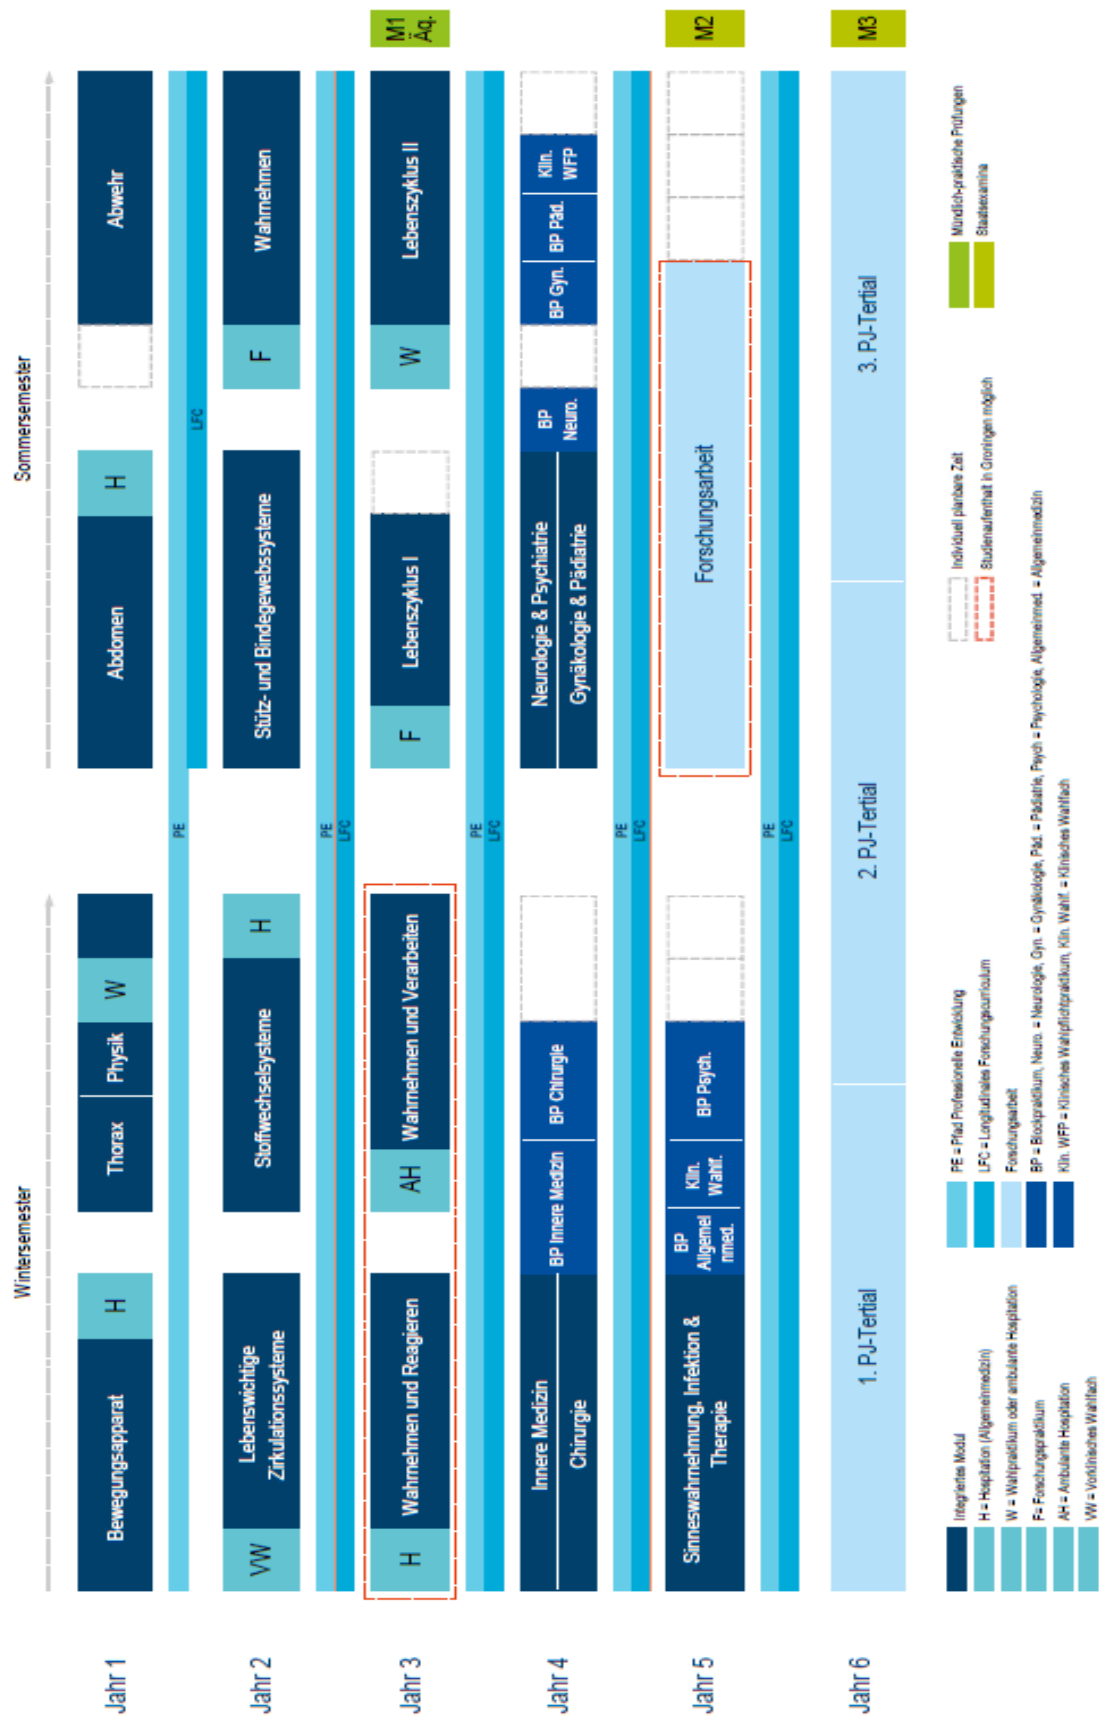 Wintersemester
Sommersemester
Jahr 1
Bewegungsapparat
H
Thorax
Physik
W
Abdomen
H
Abwehr
PE
LFC
Jahr 2
VW
Lebenswichtige
Zirkulationssysteme
Stoffwechselsysteme
H
Stütz- und Bindegewebssysteme
F
Wahrnehmen
PE
LFC
Jahr 3
H
Wahrnehmen und Reagieren
AH
Wahrnehmen und Verarbeiten
F
Lebenszyklus I
W
Lebenszyklus II
M1
Äq.
PE
LFC
Jahr 4
Innere Medizin
Chirurgie
BP Innere Medizin
BP Chirurgie
Neurologie & Psychiatrie
Gynäkologie & Pädiatrie
BP
Neuro.
BP Gyn.
BP Päd.
Klin.
WFP
PE
LFC
Jahr 5
Sinneswahrnehmung, Infektion &
Therapie
BP
Allgemei
nmed.
Klin.
Wahlf.
BP Psych.
Forschungsarbeit
M2
PE
LFC
Jahr 6
1. PJ-Tertial
2. PJ-Tertial
3. PJ-Tertial
M3
Integriertes Modul
H = Hospitation (Allgemeinmedizin)
W = Wahlpraktikum oder ambulante Hospitation
F= Forschungspraktikum
AH = Ambulante Hospitation
VW = Vorklinisches Wahlfach
PE = Pfad Professionelle Entwicklung
LFC = Longitudinales Forschungscurriculum
Forschungsarbeit
BP = Blockpraktikum, Neuro. = Neurologie, Gyn. = Gynäkologie, Päd. = Pädiatrie, Psych = Psychologie, Allgemeinmed. = Allgemeinmedizin
Klin. WFP = Klinisches Wahlpflichtpraktikum, Klin. Wahlf. = Klinisches Wahlfach
Individuell planbare Zeit
Studienaufenthalt in Groningen möglich
Mündlich-praktische Prüfungen
Staatsexamina